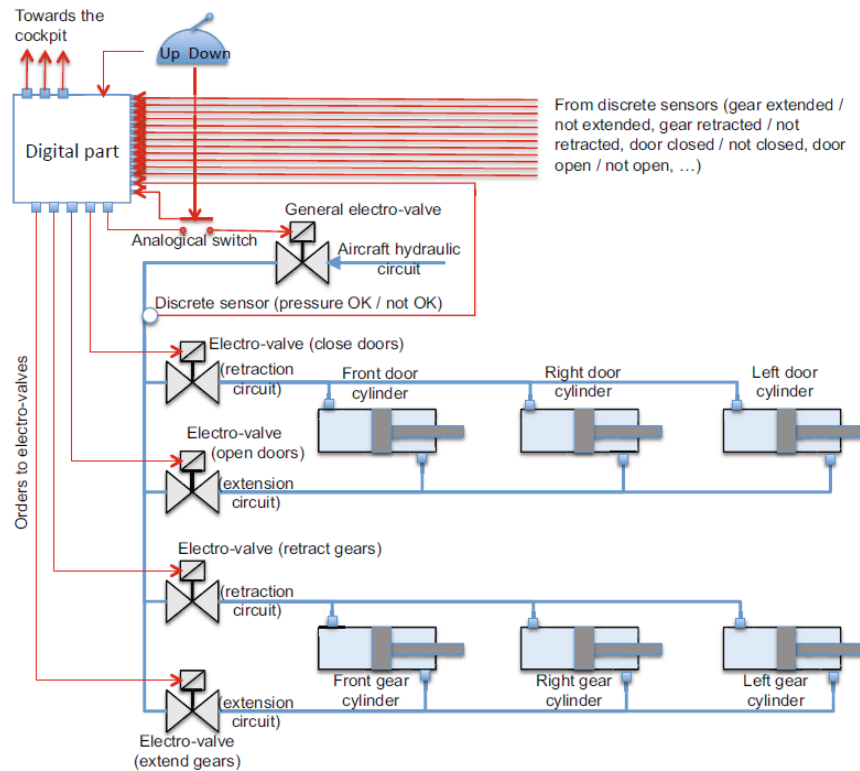 Towards the
cockpit
Up Down
Digital part
From discrete sensors (gear extended /
not extended, gear retracted / not
retracted, door closed / not closed, door
open / not open, ...)
General electro-valve
Analogical switch
Aircraft hydraulic
circuit
Discrete sensor (pressure OK / not OK)
Orders to electro-valves
Electro-valve (close doors)
(retraction
circuit)
Front door
cylinder
Right door
cylinder
Left door
cylinder
Electro-valve
(open doors)
(extension
circuit)
Electro-valve (retract gears)
(retraction
circuit)
Front gear
cylinder
Right gear
cylinder
Left gear
cylinder
(extension
circuit)
Electro-valve
(extend gears)